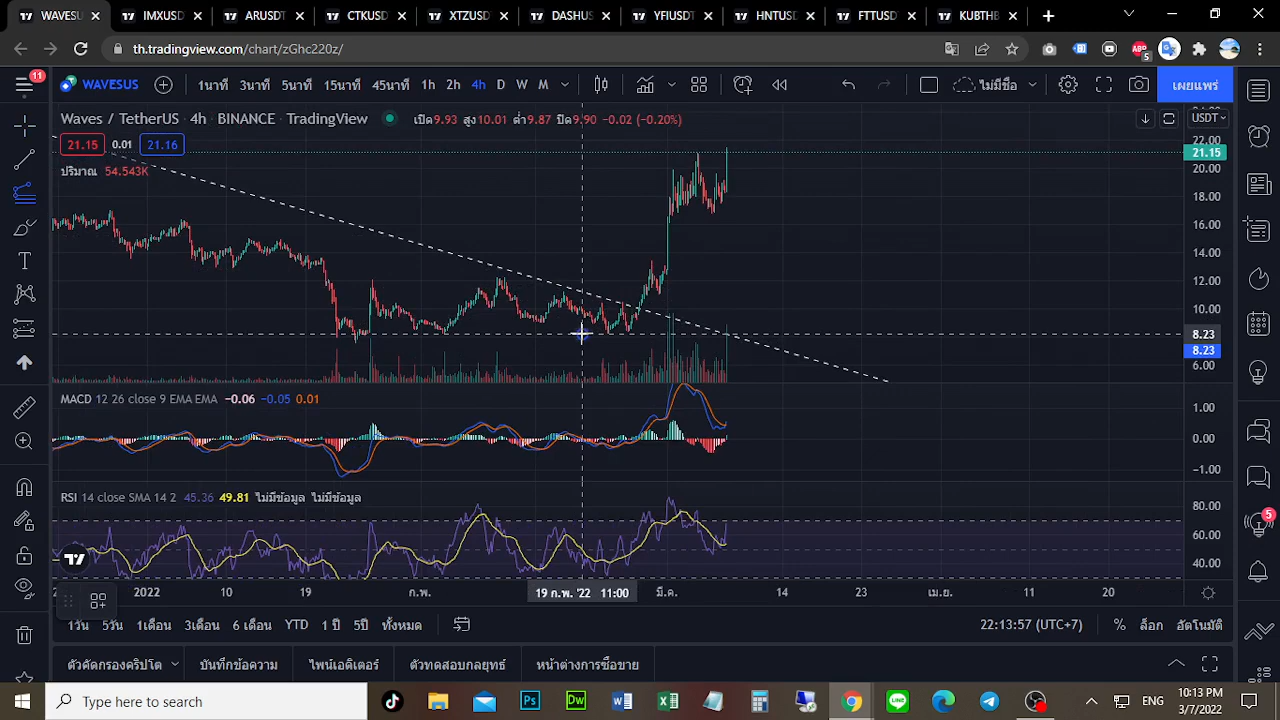 WAVESUS
IMXUSD
ARUSDT
CTKUSD
XTZUSD
DASHUS
YFIUSDT
HNTUSD
FTTUSDT
KUBTHB
th.tradingview.com/chart/zGhc220z/
ABP
5
11
WAVESUS
1นาที
3นาที
5นาที
15นาที
45นาที
1h
2h
4h
D
W
M
ไม่มีชื่อ
เผยแพร่
Waves / TetherUS · 4h · BINANCE · TradingView
เปิด9.93 สูง10.01 ต่ำ9.87 ปิด9.90 −0.02 (−0.20%)
USDT
21.15
0.01
21.16
ปริมาณ 54.543K
22.00
21.15
20.00
18.00
16.00
14.00
12.00
10.00
8.23
8.23
6.00
MACD 12 26 close 9 EMA EMA −0.06 −0.05 0.01
1.00
0.00
−1.00
RSI 14 close SMA 14 2 45.36 49.81 ไม่มีข้อมูล ไม่มีข้อมูล
80.00
60.00
40.00
5
2022
10
19
ก.พ.
19 ก.พ. '22 11:00
มี.ค.
14
23
เม.ย.
11
20
1วัน
5วัน
1เดือน
3เดือน
6 เดือน
YTD
1 ปี
5ปี
ทั้งหมด
22:13:57 (UTC+7)
%
ล็อก
อัตโนมัติ
ตัวคัดกรองคริปโต
บันทึกข้อความ
ไพน์เอดิเตอร์
ตัวทดสอบกลยุทธ์
หน้าต่างการซื้อขาย
Type here to search
Ps
Dw
ENG
10:13 PM
3/7/2022